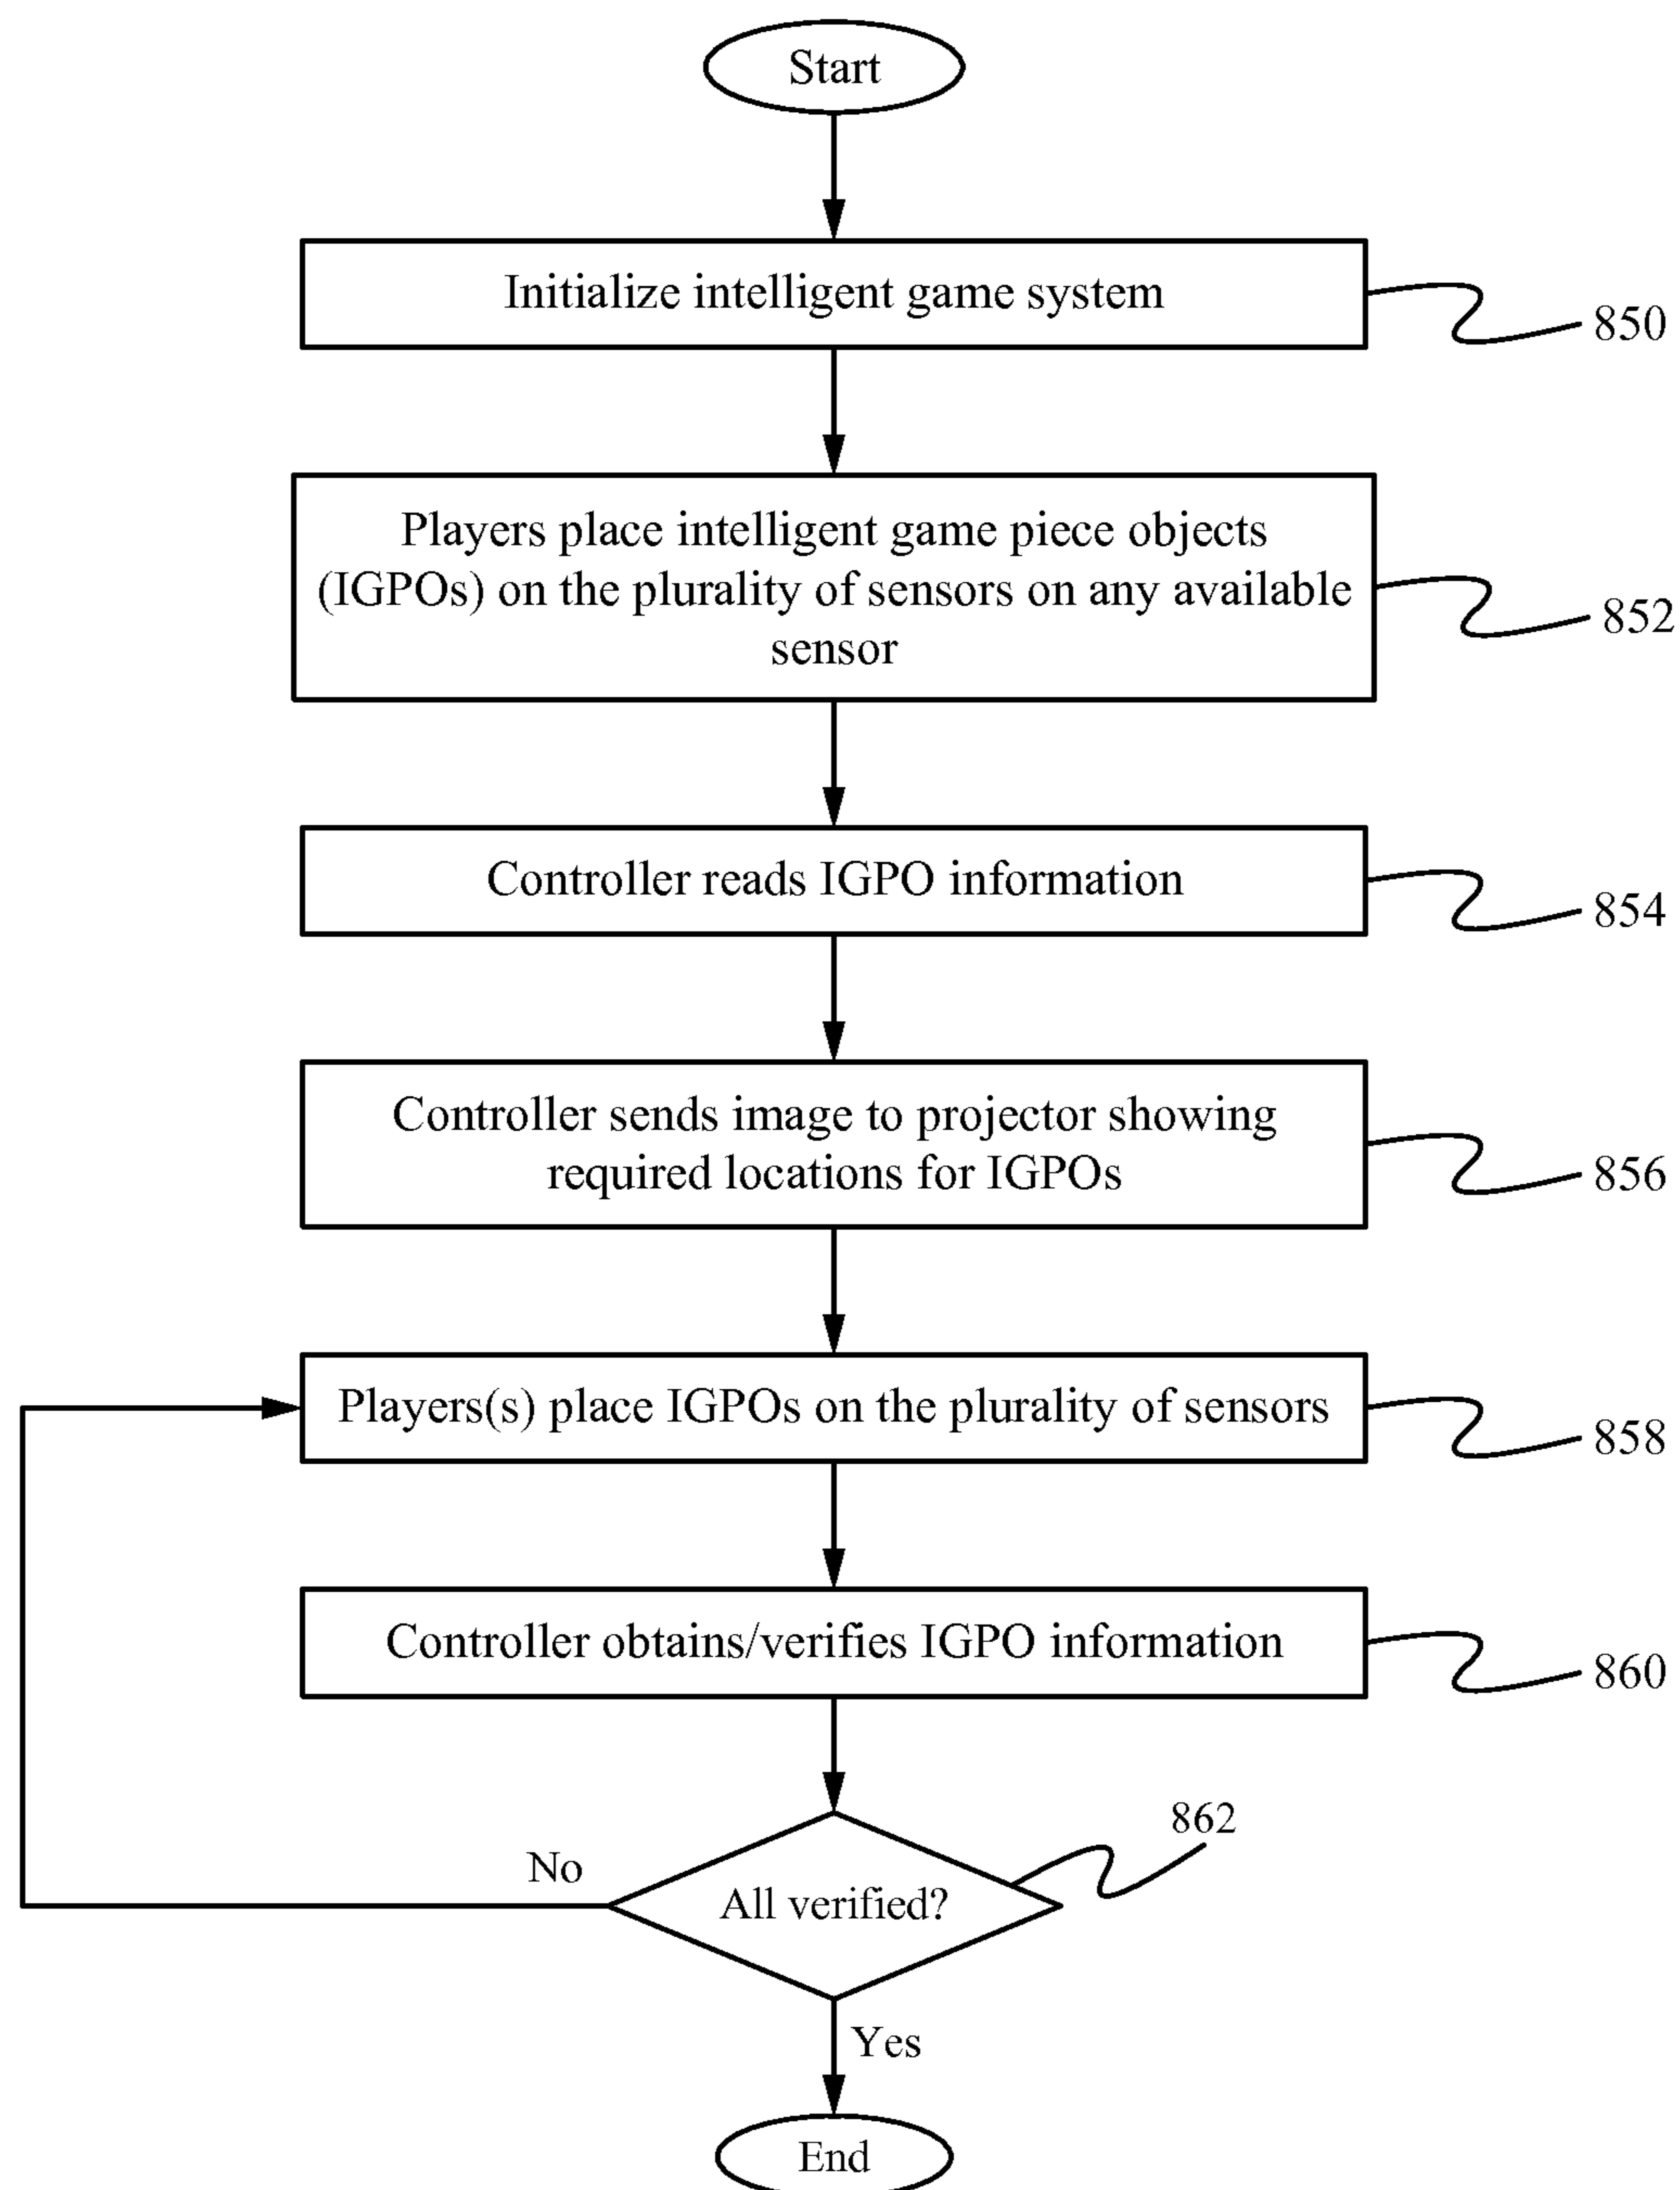 Start
Initialize intelligent game system
850
Players place intelligent game piece objects
(IGPOs) on the plurality of sensors on any available
sensor
852
Controller reads IGPO information
854
Controller sends image to projector showing
required locations for IGPOs
856
Players(s) place IGPOs on the plurality of sensors
858
Controller obtains/verifies IGPO information
860
862
No
All verified?
Yes
End